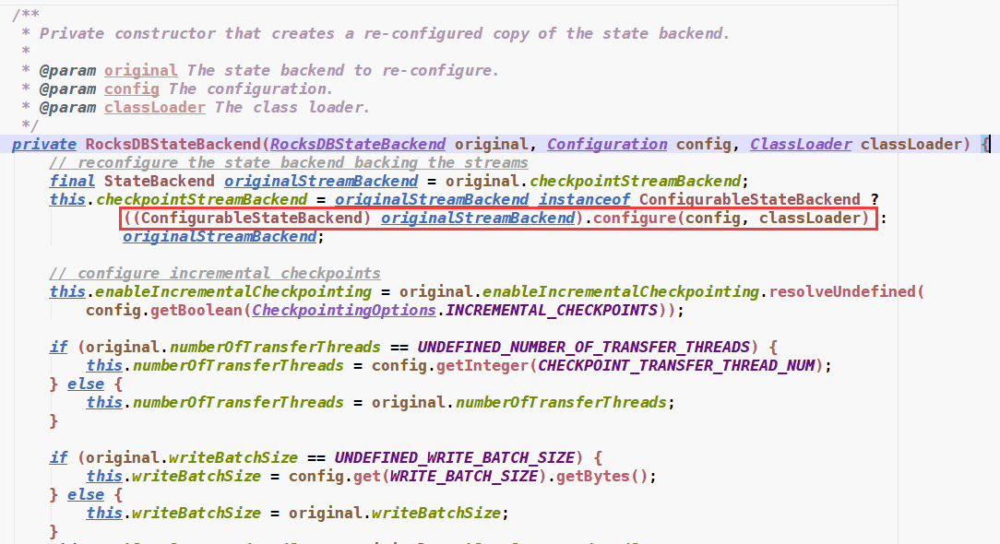 /**
 * Private constructor that creates a re-configured copy of the state backend.
 *
 * @param original The state backend to re-configure.
 * @param config The configuration.
 * @param classLoader The class loader.
 */
private RocksDBStateBackend(RocksDBStateBackend original, Configuration config, ClassLoader classLoader) {
    // reconfigure the state backend backing the streams
    final StateBackend originalStreamBackend = original.checkpointStreamBackend;
    this.checkpointStreamBackend = originalStreamBackend instanceof ConfigurableStateBackend ?
            ((ConfigurableStateBackend) originalStreamBackend).configure(config, classLoader) :
            originalStreamBackend;
    // configure incremental checkpoints
    this.enableIncrementalCheckpointing = original.enableIncrementalCheckpointing.resolveUndefined(
        config.getBoolean(CheckpointingOptions.INCREMENTAL_CHECKPOINTS));
    if (original.numberOfTransferThreads == UNDEFINED_NUMBER_OF_TRANSFER_THREADS) {
        this.numberOfTransferThreads = config.getInteger(CHECKPOINT_TRANSFER_THREAD_NUM);
    } else {
        this.numberOfTransferThreads = original.numberOfTransferThreads;
    }
    if (original.writeBatchSize == UNDEFINED_WRITE_BATCH_SIZE) {
        this.writeBatchSize = config.get(WRITE_BATCH_SIZE).getBytes();
    } else {
        this.writeBatchSize = original.writeBatchSize;
    }